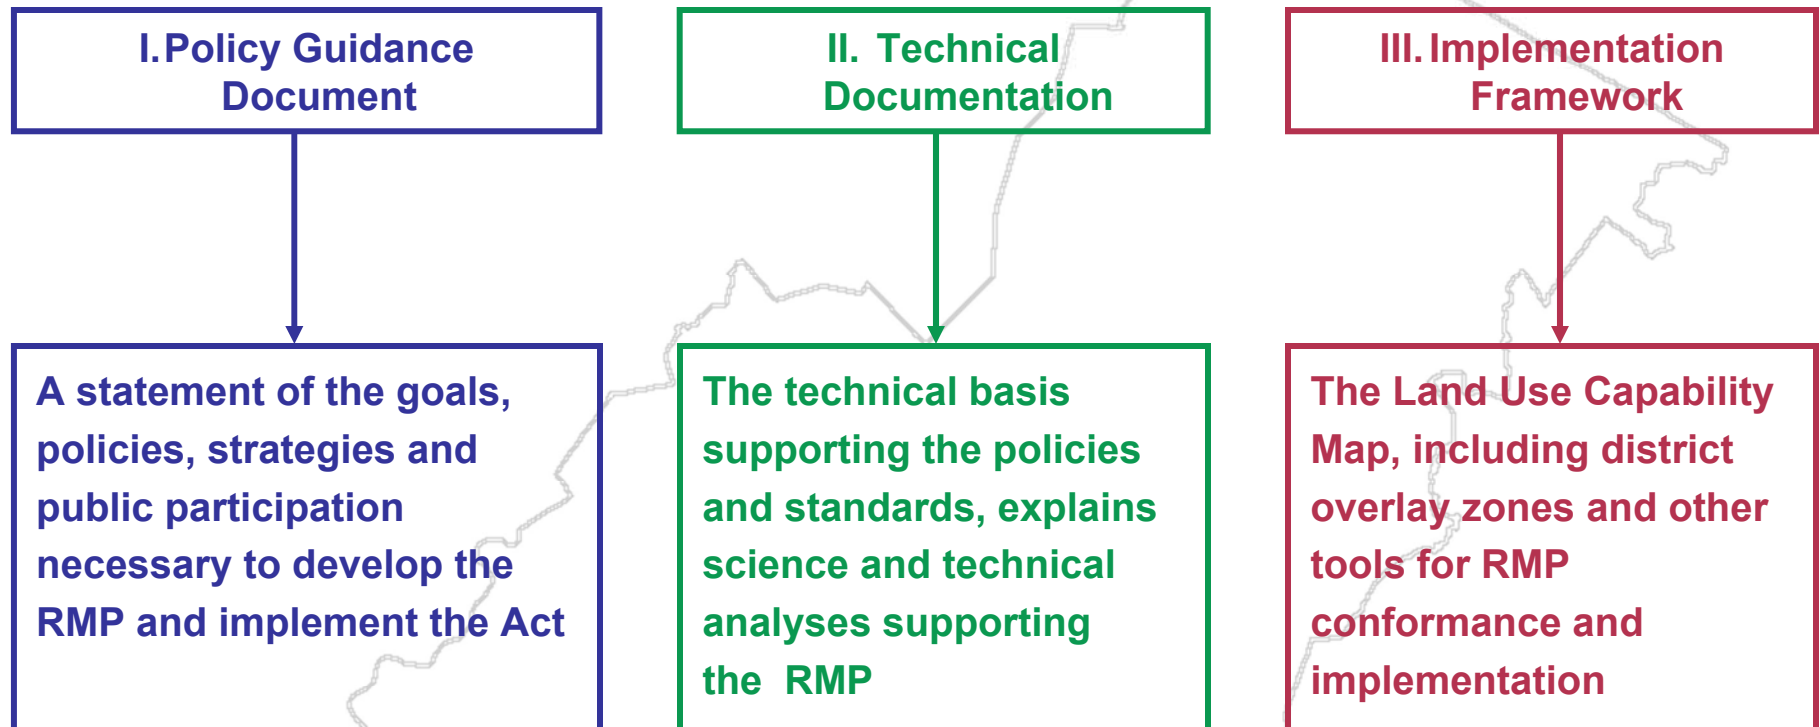 I. Policy Guidance
Document
II. Technical
Documentation
III. Implementation
Framework
A statement of the goals,
policies, strategies and
public participation
necessary to develop the
RMP and implement the Act
The technical basis
supporting the policies
and standards, explains
science and technical
analyses supporting
the RMP
The Land Use Capability
Map, including district
overlay zones and other
tools for RMP
conformance and
implementation